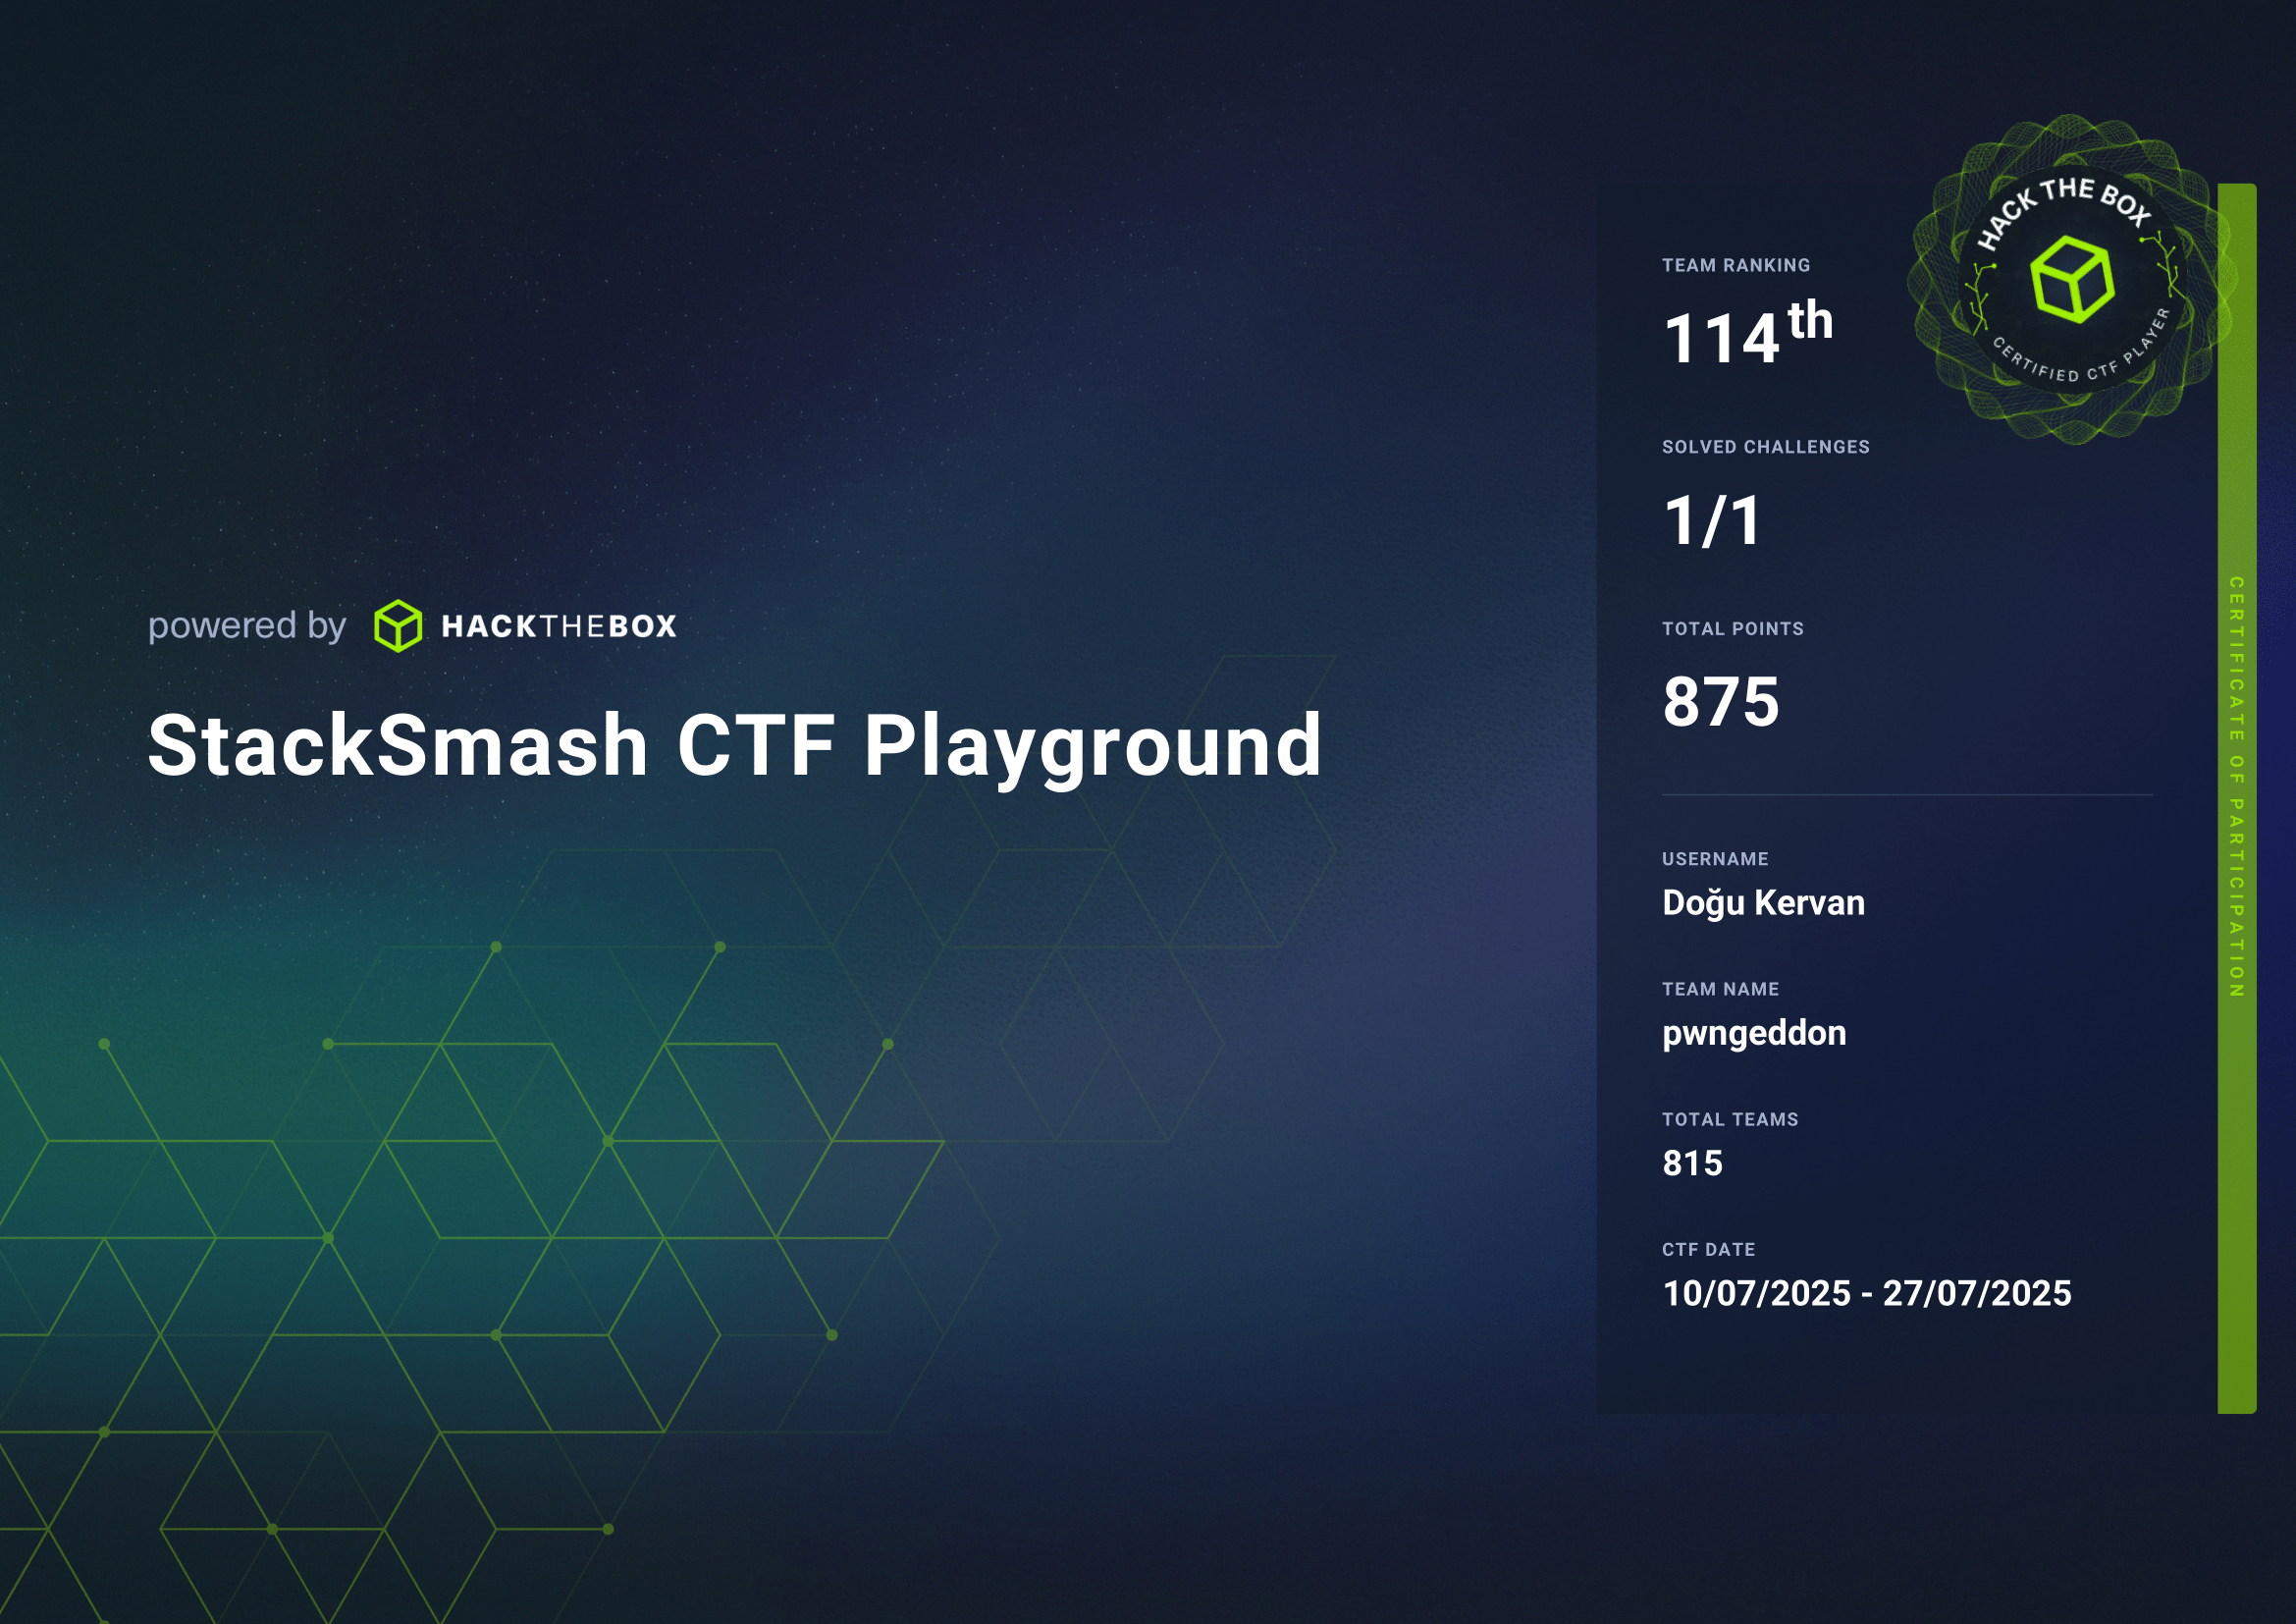 powered by HACKTHEBOX
StackSmash CTF Playground
HACK THE BOX
CERTIFIED CTF PLAYER
TEAM RANKING
114th
SOLVED CHALLENGES
1/1
TOTAL POINTS
875
USERNAME
Doğu Kervan
TEAM NAME
pwngeddon
TOTAL TEAMS
815
CTF DATE
10/07/2025 - 27/07/2025
CERTIFICATE OF PARTICIPATION